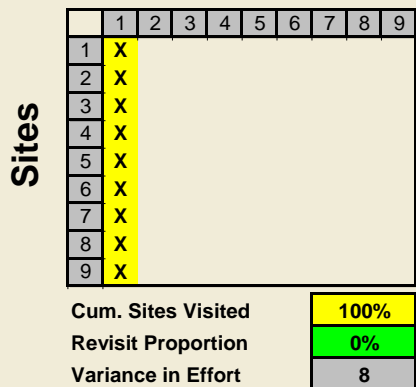 1 2 3 4 5 6 7 8 9
1 X
2 X
3 X
4 X
5 X
6 X
7 X
8 X
9 X
Sites
Cum. Sites Visited 100%
Revisit Proportion 0%
Variance in Effort 8